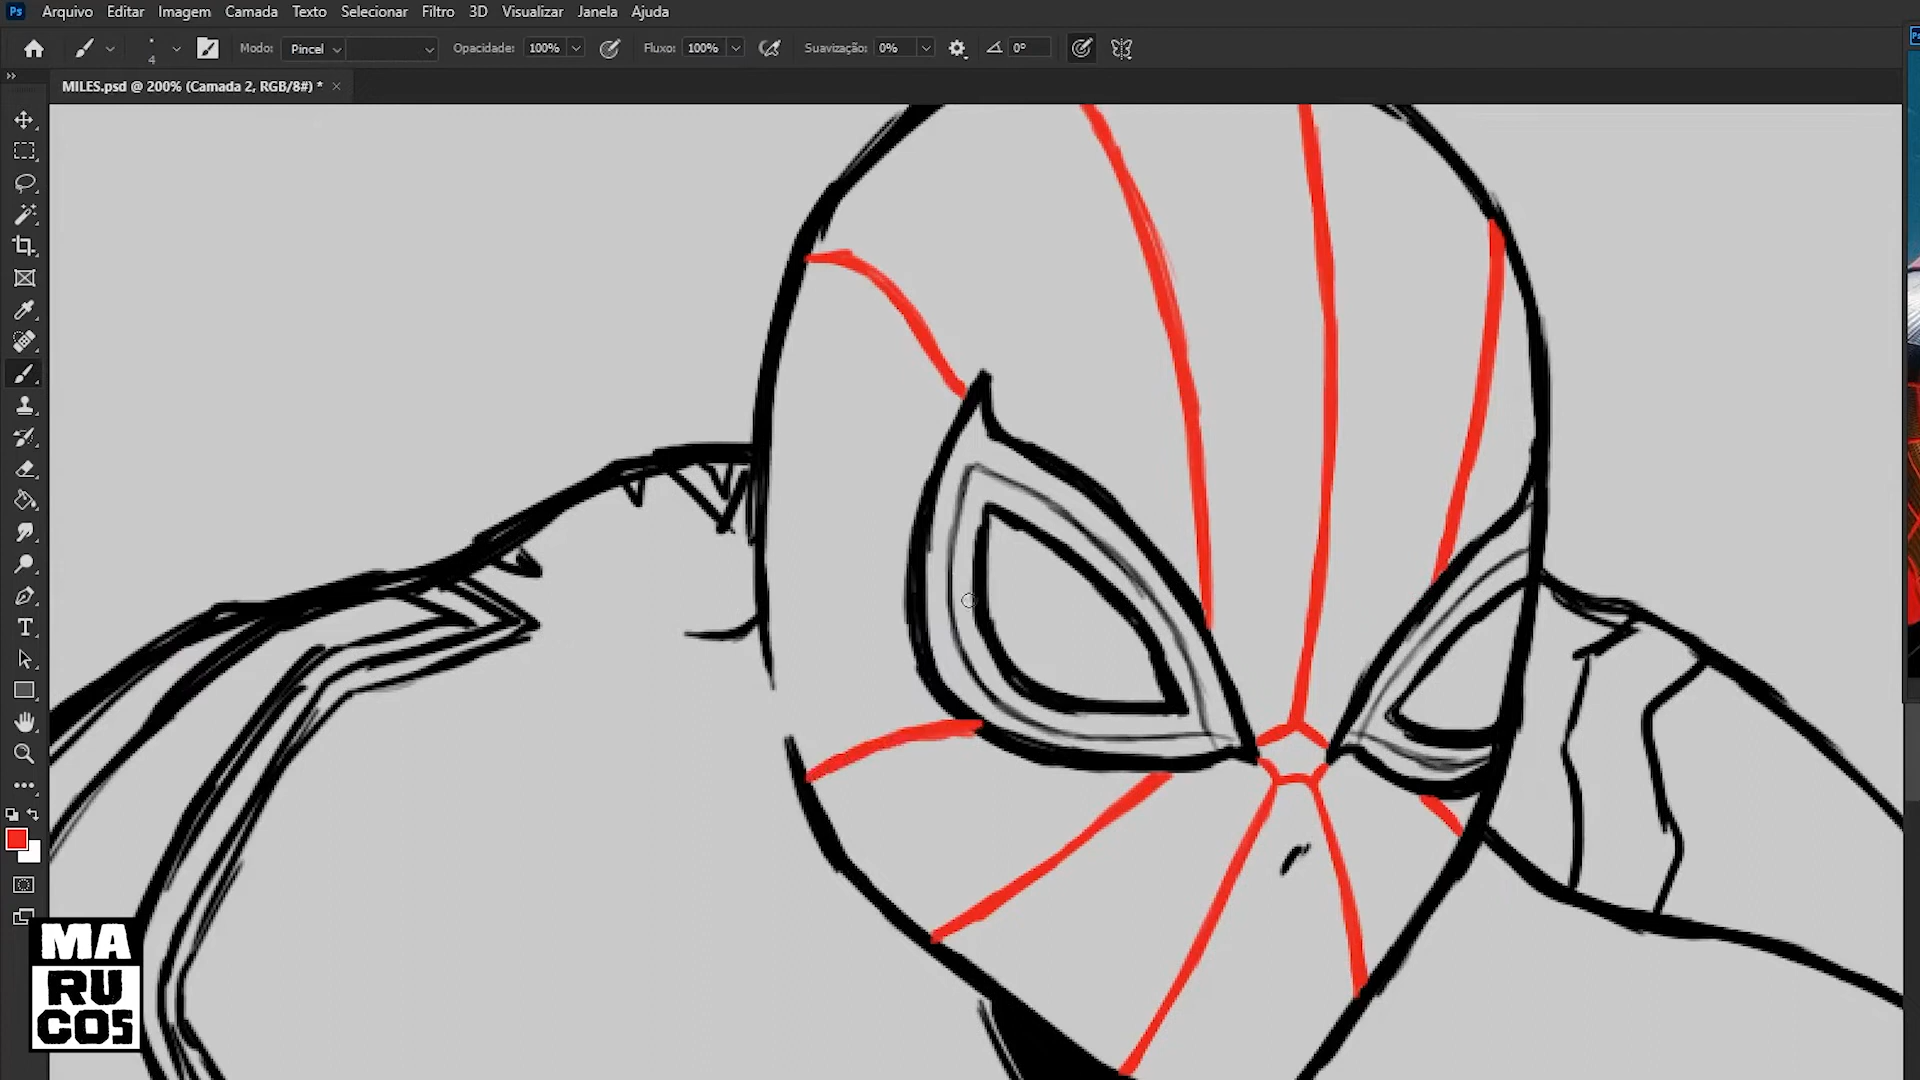 Ps Arquivo Editar Imagem Camada Texto Selecionar Filtro 3D Visualizar Janela Ajuda
4 Modo: Pincel Opacidade: 100% Fluxo: 100% Suavização: 0% 0°
MILES.psd @ 200% (Camada 2, RGB/8#) * ×
MA
RU
COS